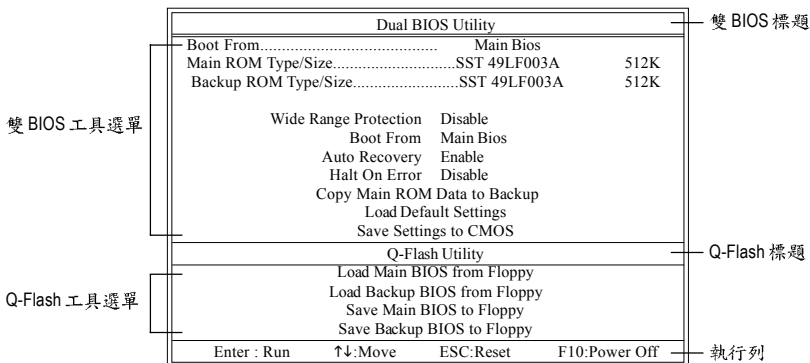 Dual BIOS Utility 雙 BIOS 標題
Boot From.......................................... Main Bios
Main ROM Type/Size.............................SST 49LF003A 512K
Backup ROM Type/Size.........................SST 49LF003A 512K
Wide Range Protection Disable
雙 BIOS 工具選單
Boot From Main Bios
Auto Recovery Enable
Halt On Error Disable
Copy Main ROM Data to Backup
Load Default Settings
Save Settings to CMOS
Q-Flash Utility Q-Flash 標題
Load Main BIOS from Floppy
Load Backup BIOS from Floppy
Q-Flash 工具選單
Save Main BIOS to Floppy
Save Backup BIOS to Floppy
Enter : Run ↑↓:Move ESC:Reset F10:Power Off 執行列